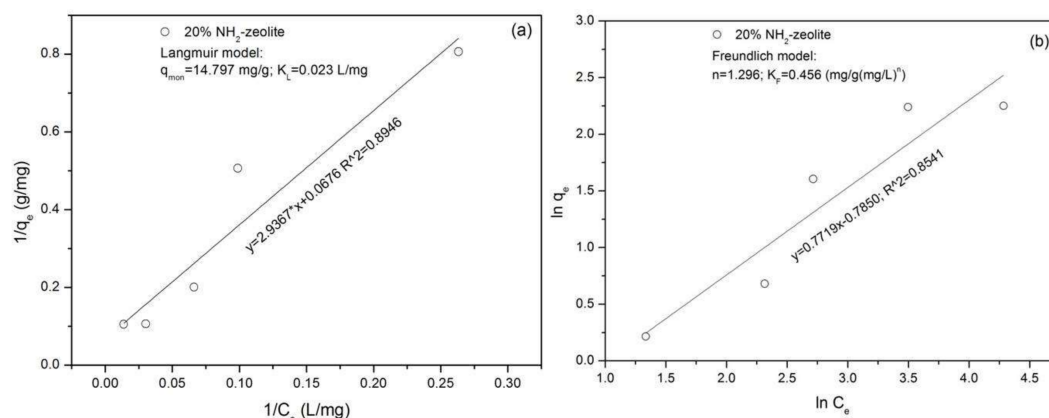 (a)
20% NH₂-zeolite
Langmuir model:
qₘₒₙ=14.797 mg/g; K_L=0.023 L/mg
y=2.9367*x+0.0676 R^2=0.8946
1/qₑ (g/mg)
0.8
0.6
0.4
0.2
0.0
0.00 0.05 0.10 0.15 0.20 0.25 0.30
1/Cₑ (L/mg)
(b)
20% NH₂-zeolite
Freundlich model:
n=1.296; K_F=0.456 (mg/g(mg/L)ⁿ)
y=0.7719x-0.7850; R^2=0.8541
ln qₑ
3.0
2.5
2.0
1.5
1.0
0.5
0.0
1.0 1.5 2.0 2.5 3.0 3.5 4.0 4.5
ln Cₑ